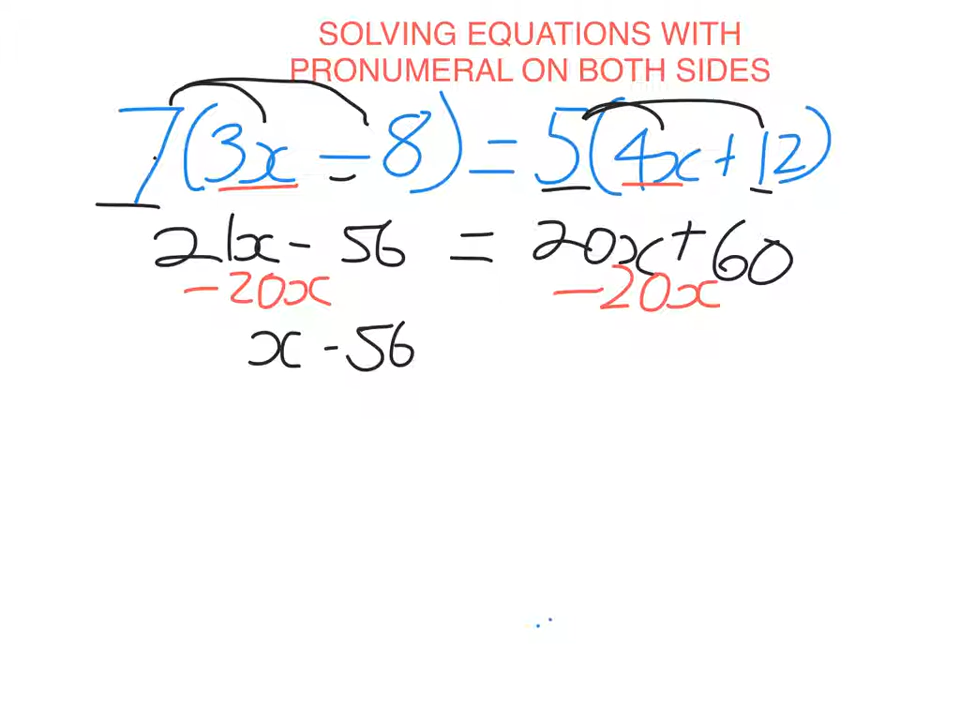 SOLVING EQUATIONS WITH
PRONUMERAL ON BOTH SIDES
7(3x - 8) = 5(4x + 12)
21x - 56 = 20x + 60
-20x -20x
x - 56